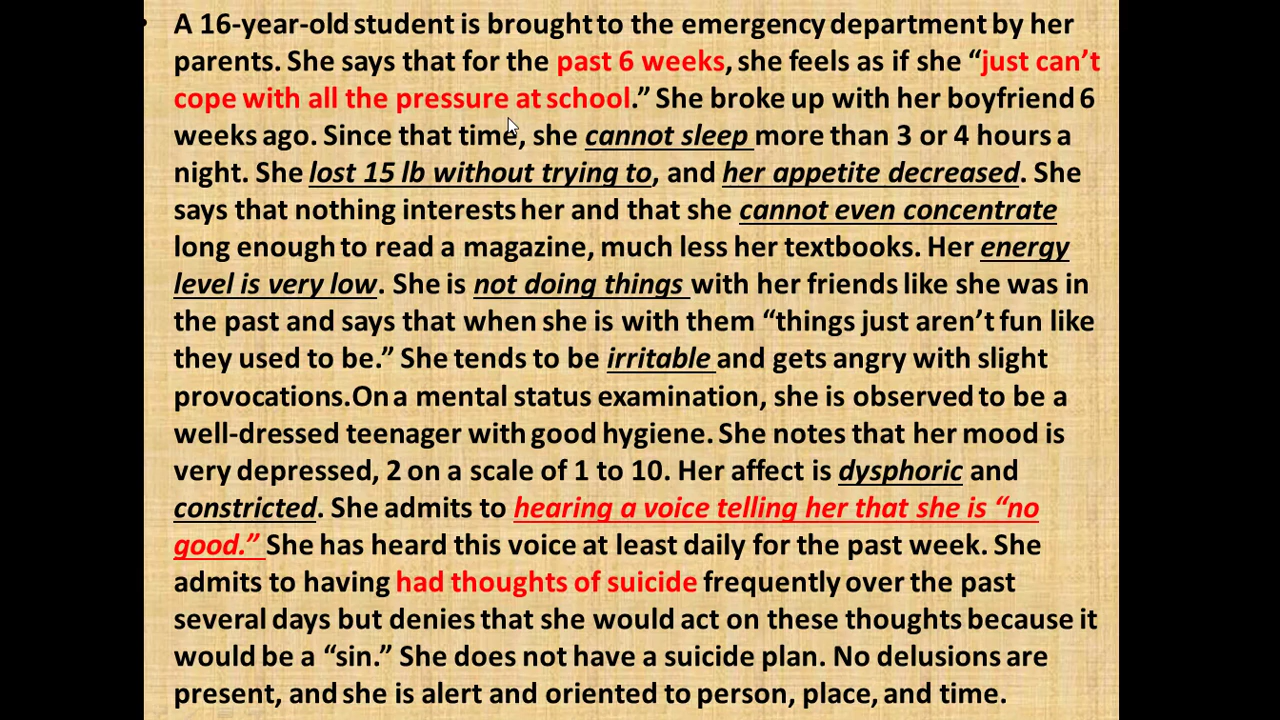 • A 16-year-old student is brought to the emergency department by her
parents. She says that for the past 6 weeks, she feels as if she “just can’t
cope with all the pressure at school.” She broke up with her boyfriend 6
weeks ago. Since that time, she cannot sleep more than 3 or 4 hours a
night. She lost 15 lb without trying to, and her appetite decreased. She
says that nothing interests her and that she cannot even concentrate
long enough to read a magazine, much less her textbooks. Her energy
level is very low. She is not doing things with her friends like she was in
the past and says that when she is with them “things just aren’t fun like
they used to be.” She tends to be irritable and gets angry with slight
provocations.On a mental status examination, she is observed to be a
well-dressed teenager with good hygiene. She notes that her mood is
very depressed, 2 on a scale of 1 to 10. Her affect is dysphoric and
constricted. She admits to hearing a voice telling her that she is “no
good.” She has heard this voice at least daily for the past week. She
admits to having had thoughts of suicide frequently over the past
several days but denies that she would act on these thoughts because it
would be a “sin.” She does not have a suicide plan. No delusions are
present, and she is alert and oriented to person, place, and time.